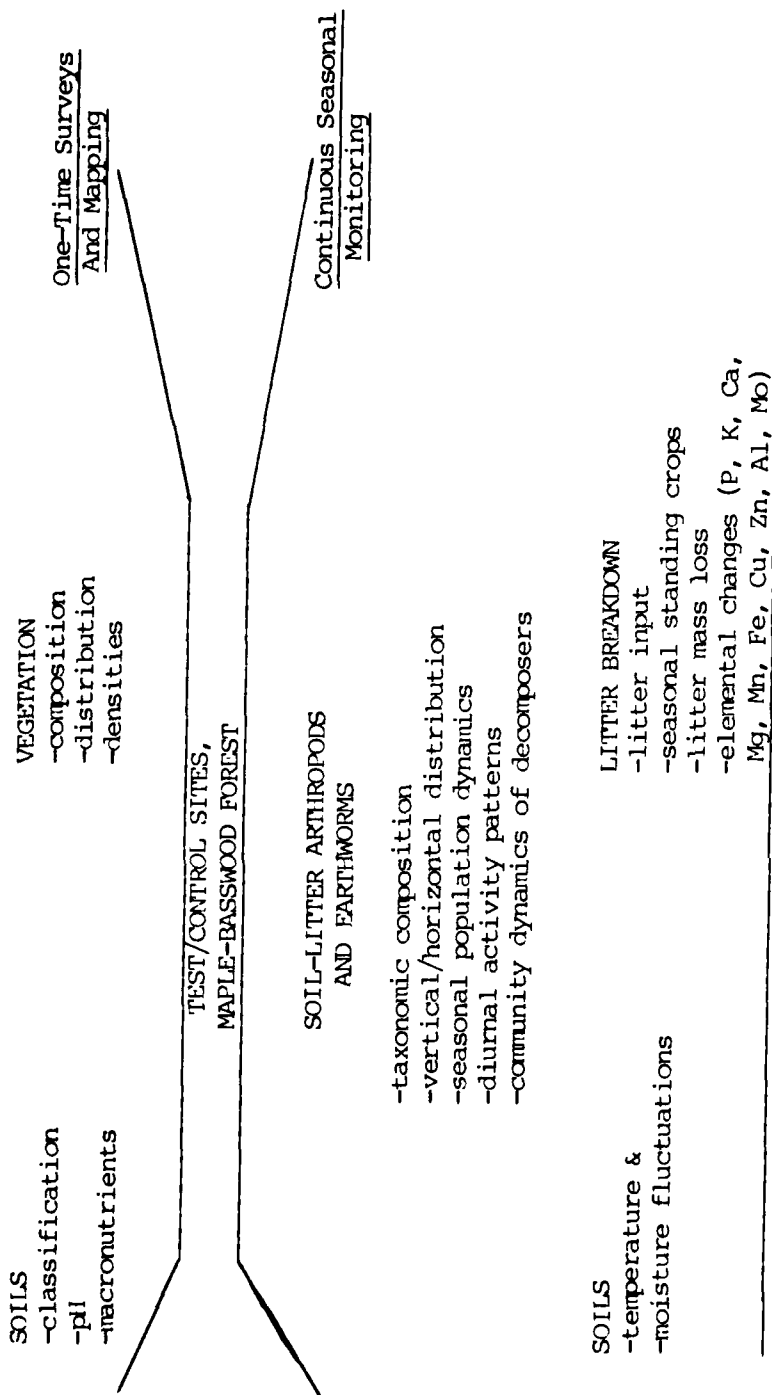 SOILS
-classification
-pH
-macronutrients
VEGETATION
-composition
-distribution
-densities
One-Time Surveys
And Mapping
TEST/CONTROL SITES,
MAPLE-BASSWOOD FOREST
Continuous Seasonal
Monitoring
SOIL-LITTER ARTHROPODS
AND EARTHWORMS
-taxonomic composition
-vertical/horizontal distribution
-seasonal population dynamics
-diurnal activity patterns
-community dynamics of decomposers
SOILS
-temperature &
-moisture fluctuations
LITTER BREAKDOWN
-litter input
-seasonal standing crops
-litter mass loss
-elemental changes (P, K, Ca,
Mg, Mn, Fe, Cu, Zn, Al, Mo)